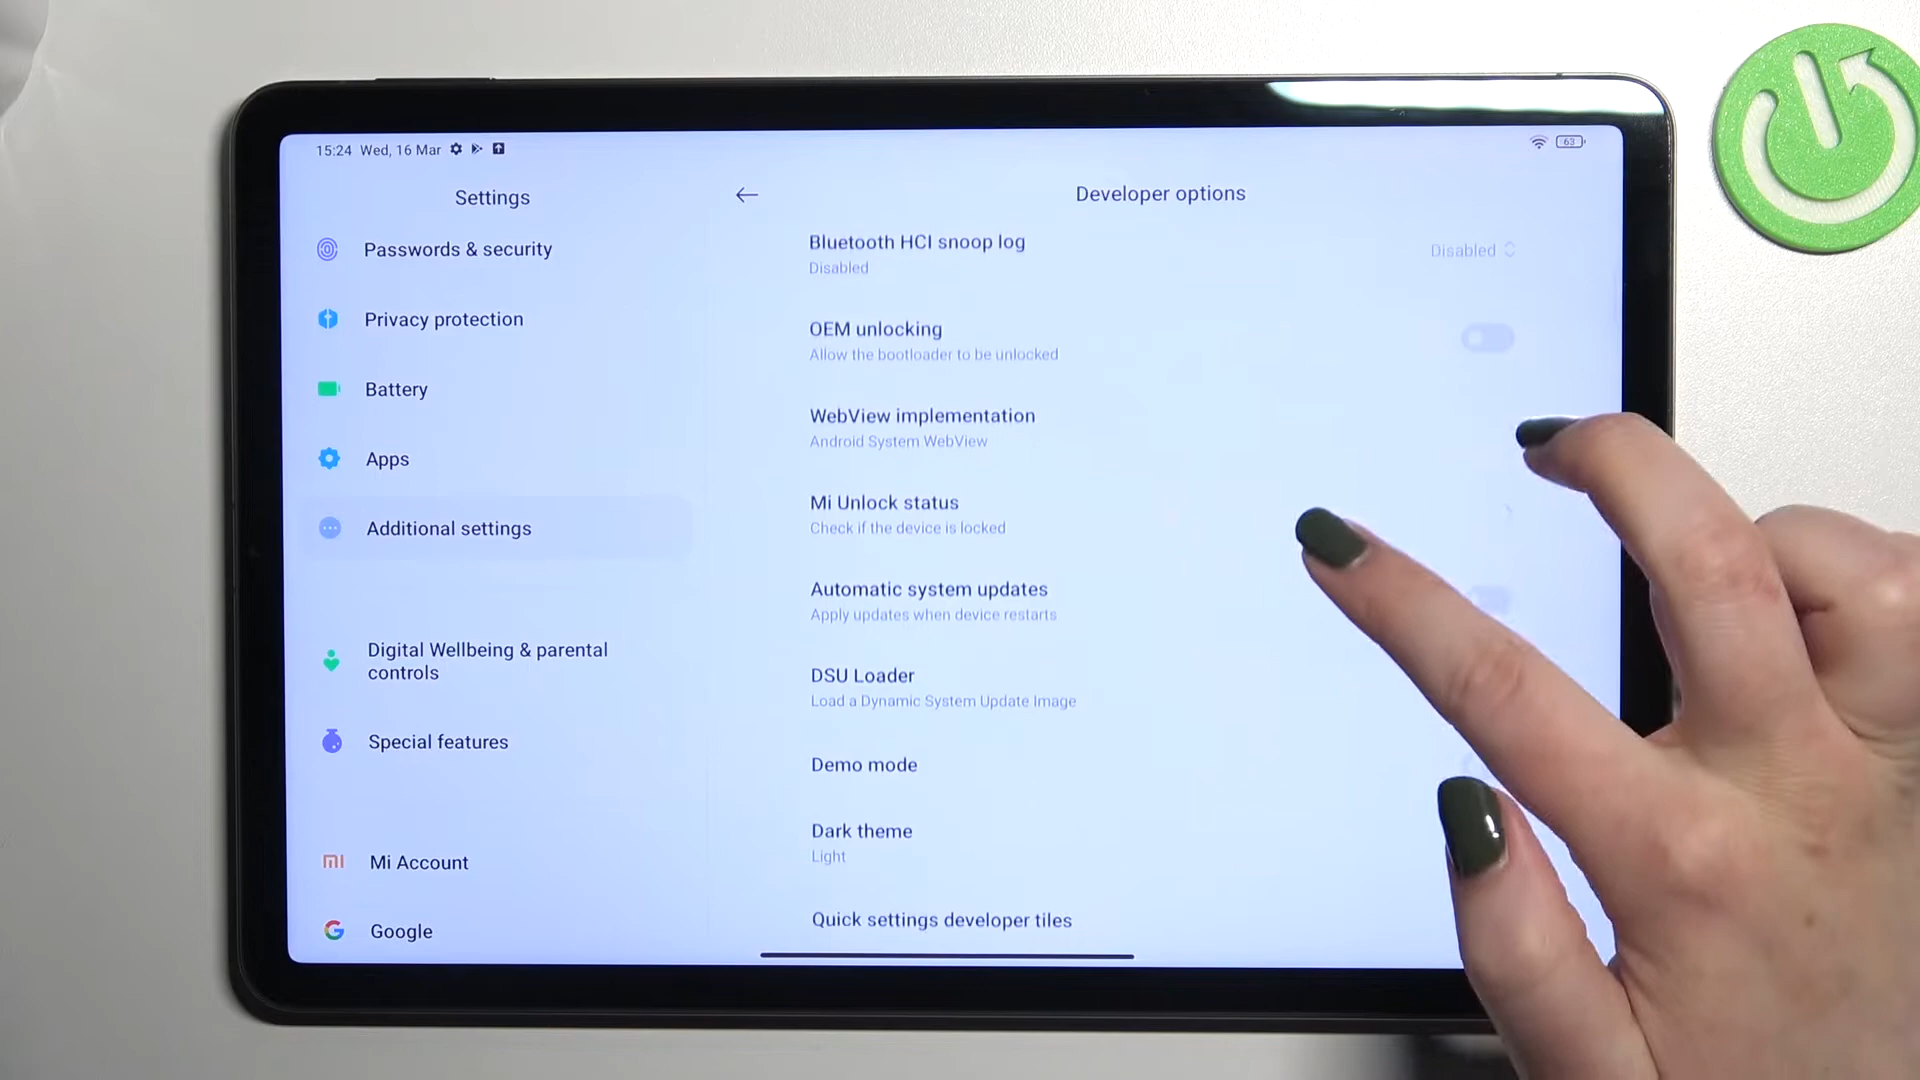 15:24 Wed, 16 Mar
63
Settings
Passwords & security
Privacy protection
Battery
Apps
Additional settings
Digital Wellbeing & parental
controls
Special features
Mi Account
Google
Developer options
Bluetooth HCI snoop log
Disabled
Disabled
OEM unlocking
Allow the bootloader to be unlocked
WebView implementation
Android System WebView
Mi Unlock status
Check if the device is locked
Automatic system updates
Apply updates when device restarts
DSU Loader
Load a Dynamic System Update Image
Demo mode
Dark theme
Light
Quick settings developer tiles